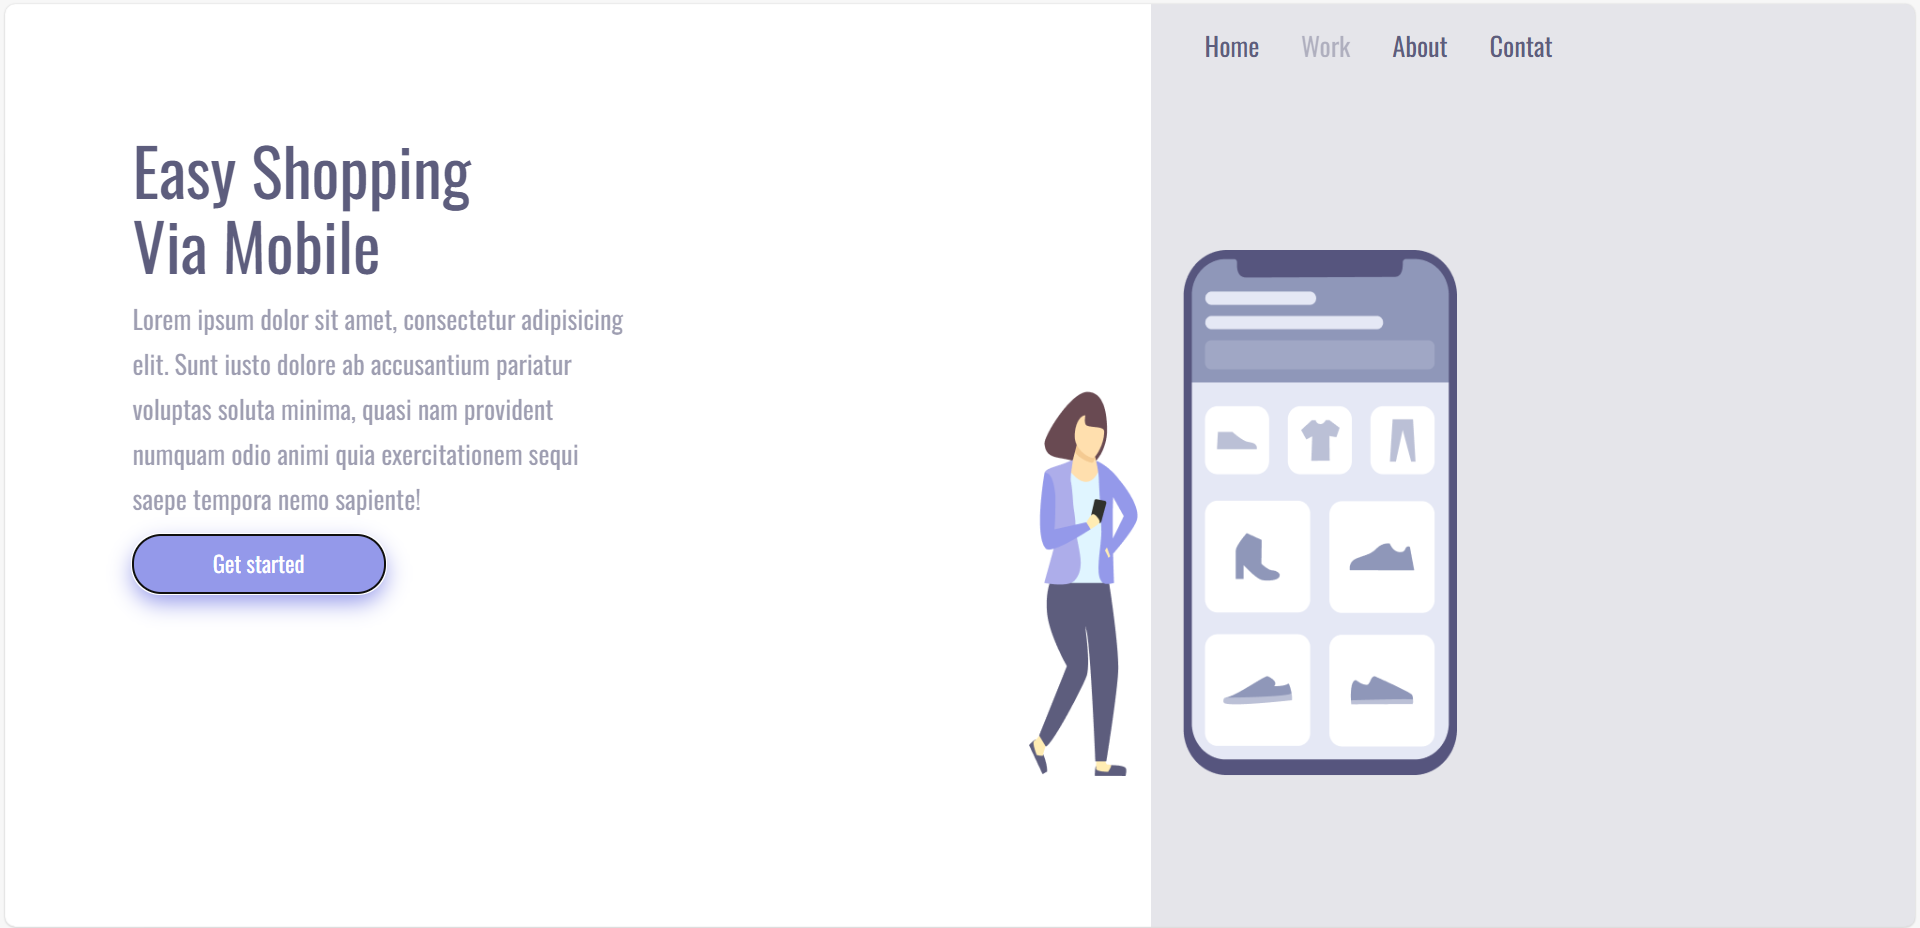 Home Work About Contat
Easy Shopping
Via Mobile
Lorem ipsum dolor sit amet, consectetur adipisicing
elit. Sunt iusto dolore ab accusantium pariatur
voluptas soluta minima, quasi nam provident
numquam odio animi quia exercitationem sequi
saepe tempora nemo sapiente!
Get started